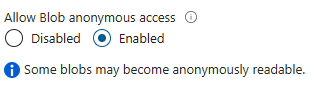 Allow Blob anonymous access
Disabled Enabled
Some blobs may become anonymously readable.